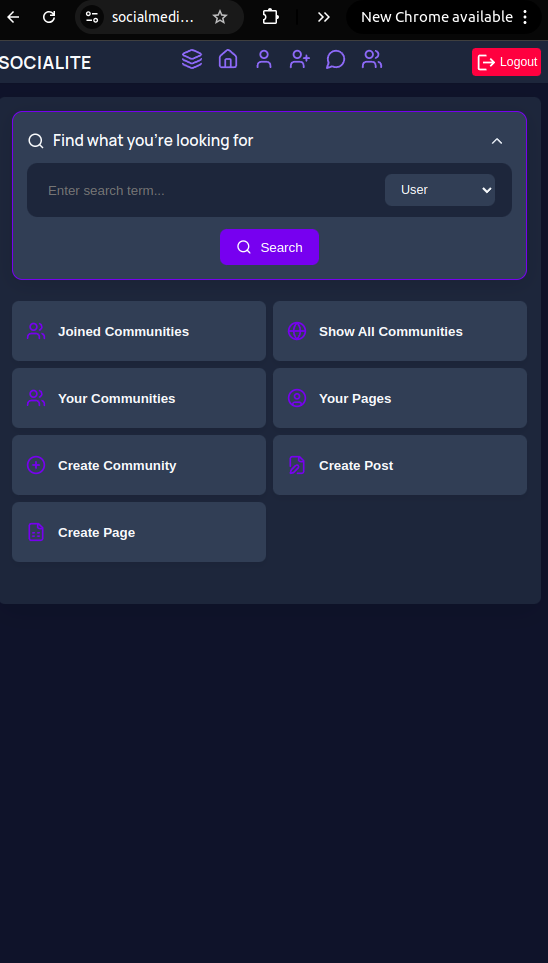 socialmedi...
New Chrome available
SOCIALITE
Logout
Find what you're looking for
Enter search term...
User
Search
Joined Communities
Show All Communities
Your Communities
Your Pages
Create Community
Create Post
Create Page